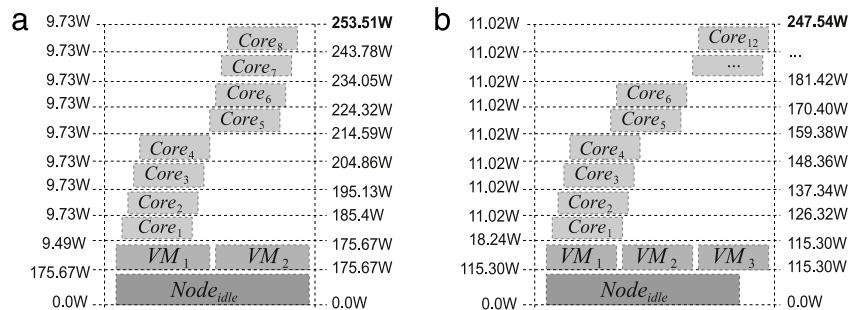 a
9.73W
253.51W
Core8
9.73W
243.78W
Core7
9.73W
234.05W
Core6
9.73W
224.32W
Core5
9.73W
214.59W
Core4
9.73W
204.86W
Core3
9.73W
195.13W
Core2
9.73W
185.4W
Core1
9.49W
175.67W
VM1
VM2
175.67W
175.67W
Nodeidle
0.0W
0.0W
b
11.02W
247.54W
Core12
11.02W
...
...
11.02W
181.42W
Core6
11.02W
170.40W
Core5
11.02W
159.38W
Core4
11.02W
148.36W
Core3
11.02W
137.34W
Core2
11.02W
126.32W
Core1
18.24W
115.30W
VM1
VM2
VM3
115.30W
115.30W
Nodeidle
0.0W
0.0W